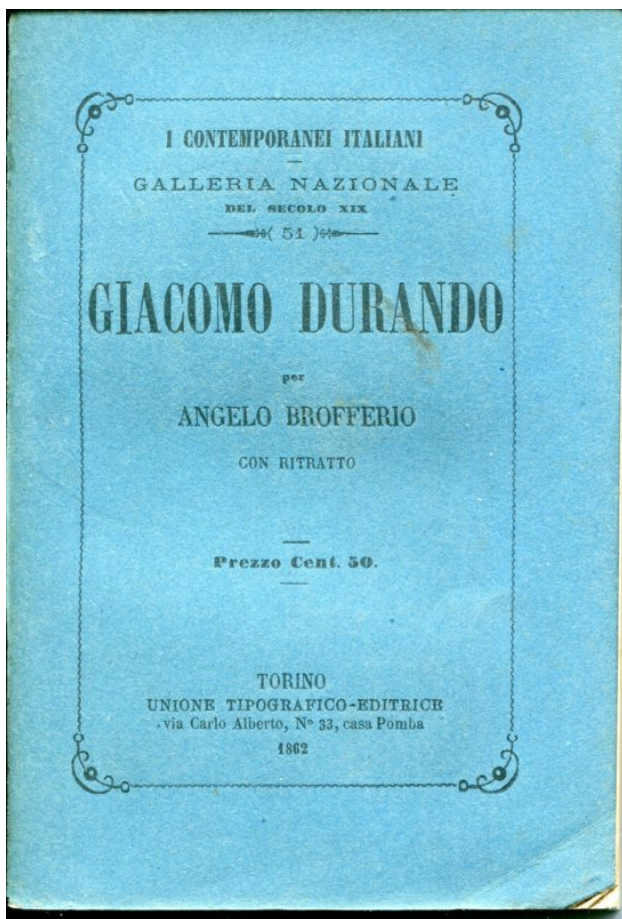 I CONTEMPORANEI ITALIANI
GALLERIA NAZIONALE
DEL SECOLO XIX
( 51 )
GIACOMO DURANDO
per
ANGELO BROFFERIO
CON RITRATTO
Prezzo Cent. 50.
TORINO
UNIONE TIPOGRAFICO-EDITRICE
via Carlo Alberto, Nº 33, casa Pomba
1862